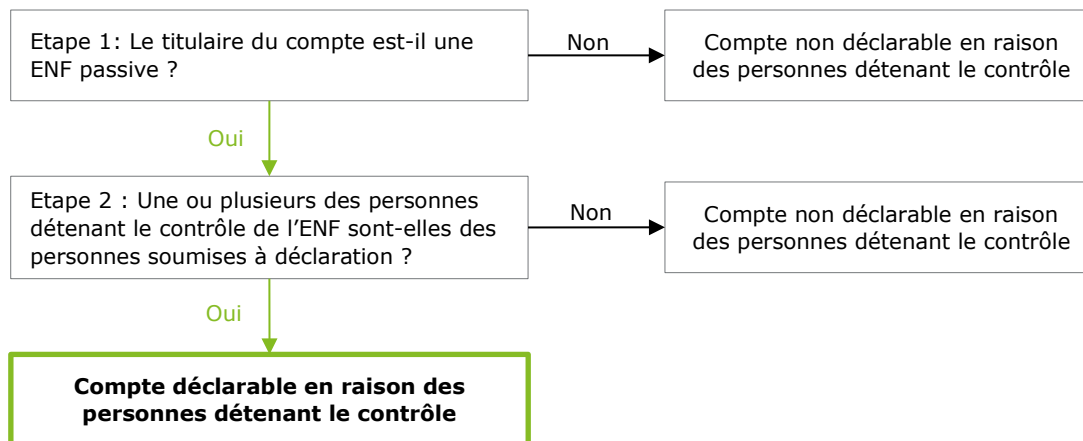 Etape 1: Le titulaire du compte est-il une
ENF passive ?
Non
Compte non déclarable en raison
des personnes détenant le contrôle
Oui
Etape 2 : Une ou plusieurs des personnes
détenant le contrôle de l’ENF sont-elles des
personnes soumises à déclaration ?
Non
Compte non déclarable en raison
des personnes détenant le contrôle
Oui
Compte déclarable en raison des
personnes détenant le contrôle